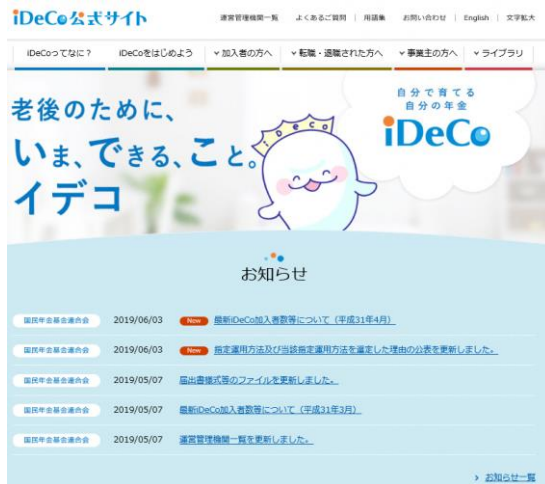 iDeCo公式サイト
運営管理機関一覧 よくあるご質問 用語集 お問い合わせ English 文字拡大
iDeCoってなに? iDeCoをはじめよう 加入者の方へ 転職・退職された方へ 事業主の方へ ライブラリ
老後のために、
いま、できる、こと。
イデコ
iDeCo
自分で育てる
自分の年金
iDeCo
お知らせ
国民年金基金連合会 2019/06/03 New 最新iDeCo加入者数等について(平成31年4月)
国民年金基金連合会 2019/06/03 New 指定運用方法及び当該指定運用方法を選定した理由の公表を更新しました。
国民年金基金連合会 2019/05/07 届出書様式等のファイルを更新しました。
国民年金基金連合会 2019/05/07 最新iDeCo加入者数等について(平成31年3月)
国民年金基金連合会 2019/05/07 運営管理機関一覧を更新しました。
お知らせ一覧